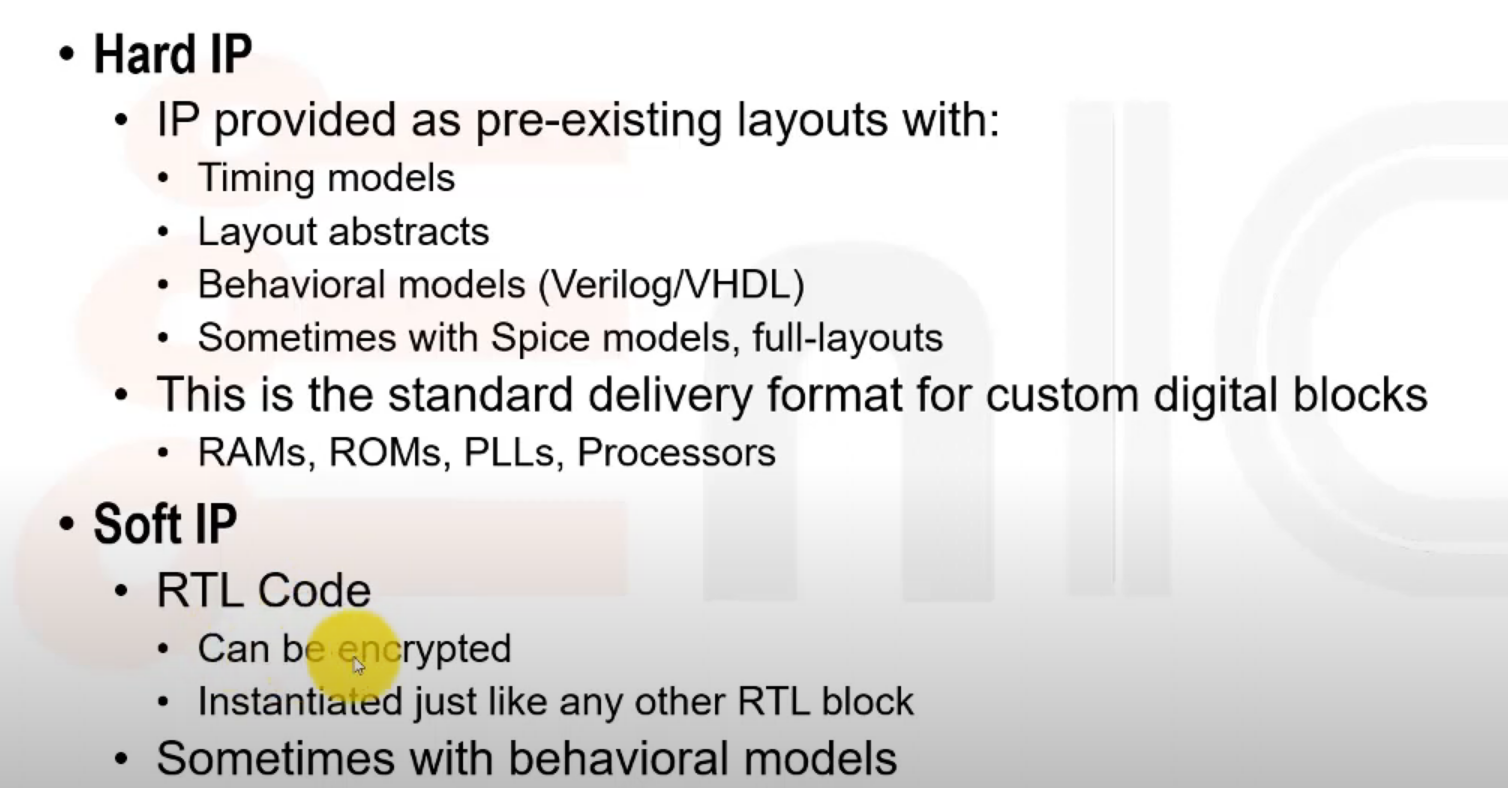 • Hard IP
• IP provided as pre-existing layouts with:
• Timing models
• Layout abstracts
• Behavioral models (Verilog/VHDL)
• Sometimes with Spice models, full-layouts
• This is the standard delivery format for custom digital blocks
• RAMs, ROMs, PLLs, Processors
• Soft IP
• RTL Code
• Can be encrypted
• Instantiated just like any other RTL block
• Sometimes with behavioral models